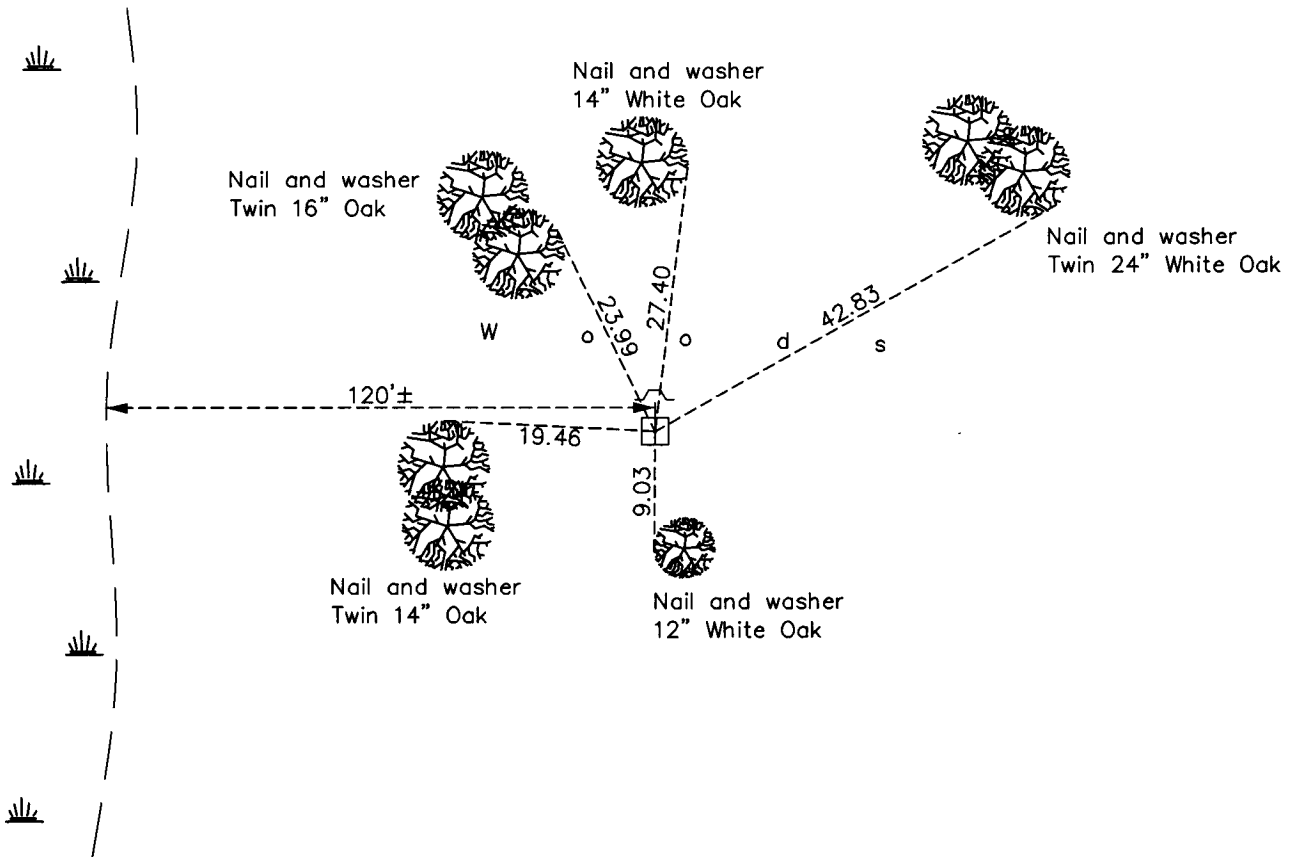 Nail and washer
14” White Oak
Nail and washer
Twin 16” Oak
Nail and washer
Twin 24” White Oak
23.99
27.40
42.83
W o o d s
120'±
19.46
9.03
Nail and washer
Twin 14” Oak
Nail and washer
12” White Oak